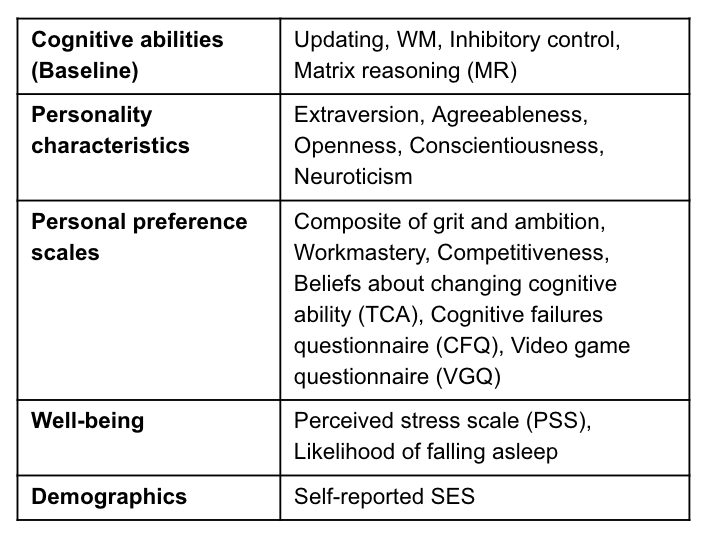 Cognitive abilities
(Baseline)
Updating, WM, Inhibitory control,
Matrix reasoning (MR)
Personality
characteristics
Extraversion, Agreeableness,
Openness, Conscientiousness,
Neuroticism
Personal preference
scales
Composite of grit and ambition,
Workmastery, Competitiveness,
Beliefs about changing cognitive
ability (TCA), Cognitive failures
questionnaire (CFQ), Video game
questionnaire (VGQ)
Well-being
Perceived stress scale (PSS),
Likelihood of falling asleep
Demographics
Self-reported SES